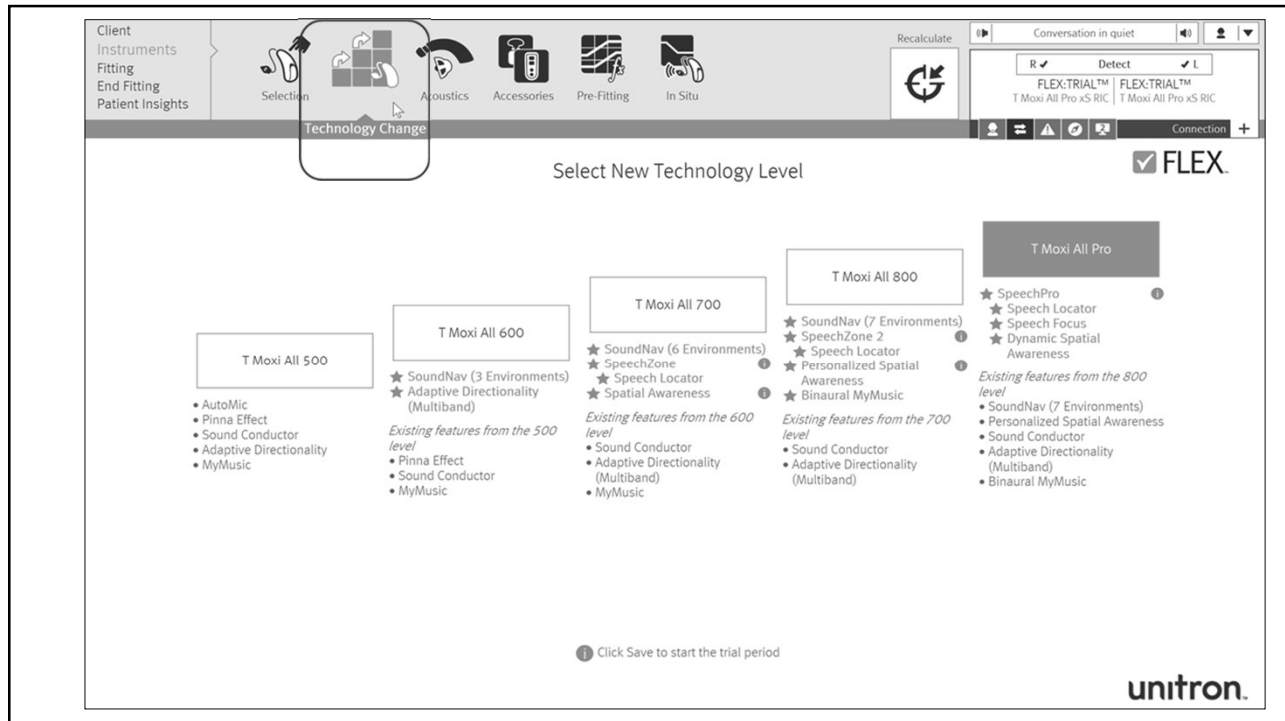 Client
Instruments
Fitting
End Fitting
Patient Insights
Selection
Technology Change
Acoustics
Accessories
Pre-Fitting
In Situ
Recalculate
Conversation in quiet
R ✔ Detect ✔ L
FLEX:TRIAL™ FLEX:TRIAL™
T Moxi All Pro xS RIC T Moxi All Pro xS RIC
2
Connection +
Select New Technology Level
FLEX™
T Moxi All 500
• AutoMic
• Pinna Effect
• Sound Conductor
• Adaptive Directionality
• MyMusic
T Moxi All 600
★ SoundNav (3 Environments)
★ Adaptive Directionality
(Multiband)
Existing features from the 500
level
• Pinna Effect
• Sound Conductor
• MyMusic
T Moxi All 700
★ SoundNav (6 Environments)
★ SpeechZone
★ Speech Locator
★ Spatial Awareness
Existing features from the 600
level
• Sound Conductor
• Adaptive Directionality
(Multiband)
• MyMusic
T Moxi All 800
★ SoundNav (7 Environments)
★ SpeechZone 2
★ Speech Locator
★ Personalized Spatial
Awareness
★ Binaural MyMusic
Existing features from the 700
level
• Sound Conductor
• Adaptive Directionality
(Multiband)
T Moxi All Pro
★ SpeechPro
★ Speech Locator
★ Speech Focus
★ Dynamic Spatial
Awareness
Existing features from the 800
level
• SoundNav (7 Environments)
• Personalized Spatial Awareness
• Sound Conductor
• Adaptive Directionality
(Multiband)
• Binaural MyMusic
Click Save to start the trial period
unitron™